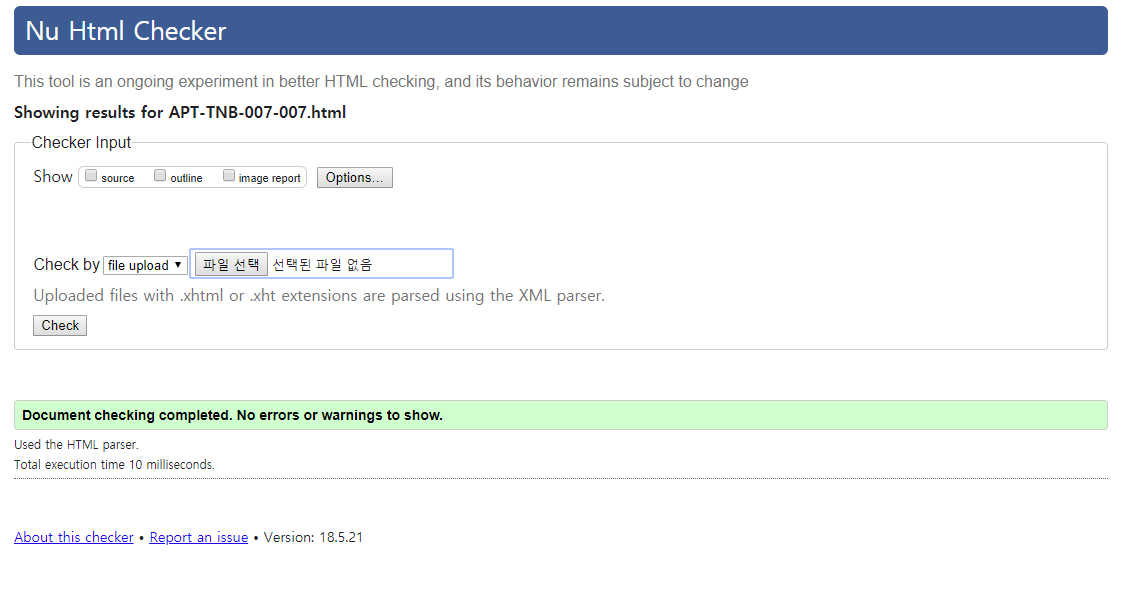 Nu Html Checker
This tool is an ongoing experiment in better HTML checking, and its behavior remains subject to change
Showing results for APT-TNB-007-007.html
Checker Input
Show source outline image report Options...
Check by file upload 파일 선택 선택된 파일 없음
Uploaded files with .xhtml or .xht extensions are parsed using the XML parser.
Check
Document checking completed. No errors or warnings to show.
Used the HTML parser.
Total execution time 10 milliseconds.
About this checker • Report an issue • Version: 18.5.21